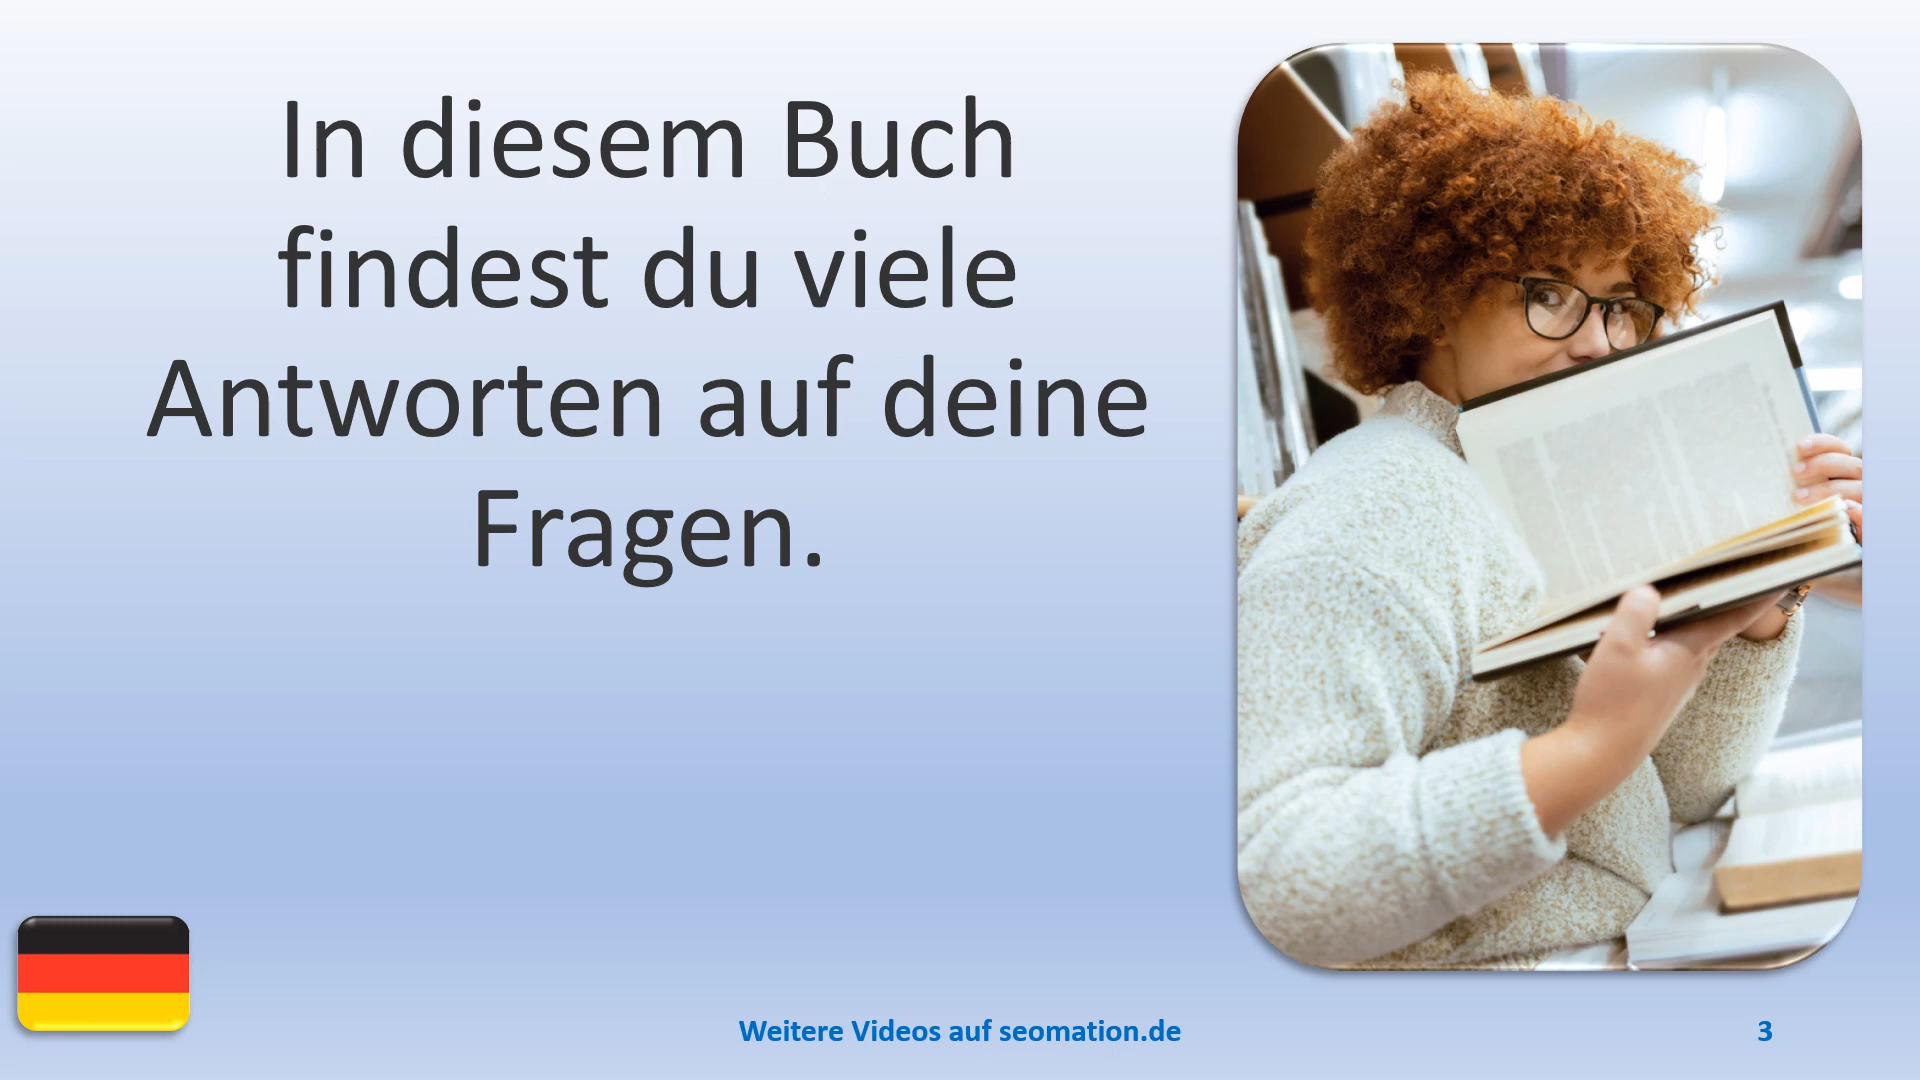 In diesem Buch
findest du viele
Antworten auf deine
Fragen.
Weitere Videos auf seomation.de
3